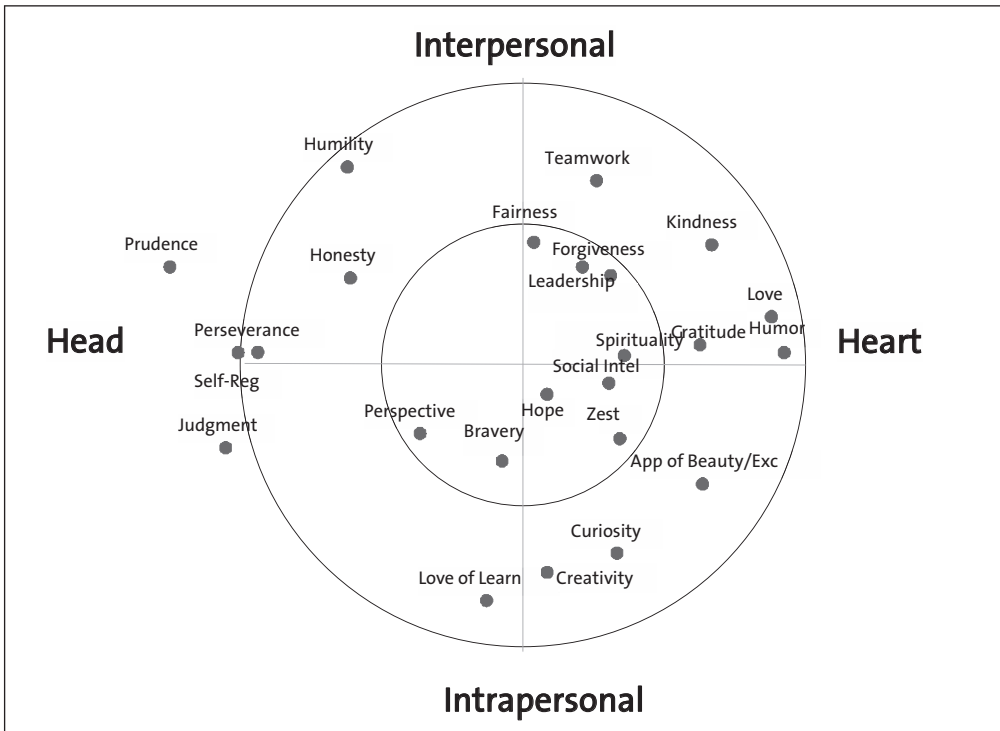 Interpersonal
Humility
Teamwork
Fairness
Kindness
Prudence
Honesty
Forgiveness
Leadership
Love
Perseverance
Gratitude
Humor
Head
Heart
Spirituality
Social Intel
Self-Reg
Perspective
Hope
Zest
Judgment
Bravery
App of Beauty/Exc
Curiosity
Love of Learn
Creativity
Intrapersonal